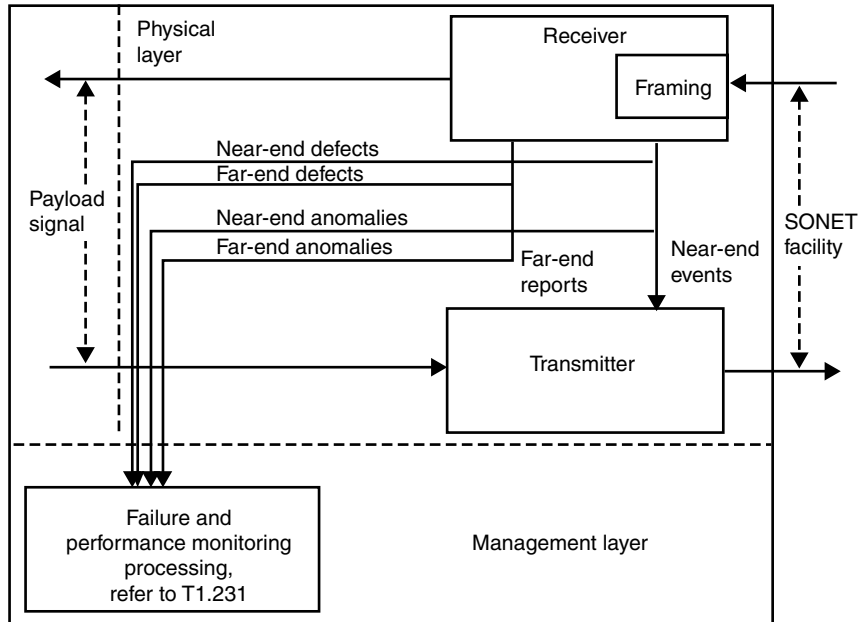 Physical
layer
Receiver
Framing
Near-end defects
Far-end defects
Payload
signal
Near-end anomalies
Far-end anomalies
Far-end
reports
Near-end
events
SONET
facility
Transmitter
Failure and
performance monitoring
processing,
refer to T1.231
Management layer